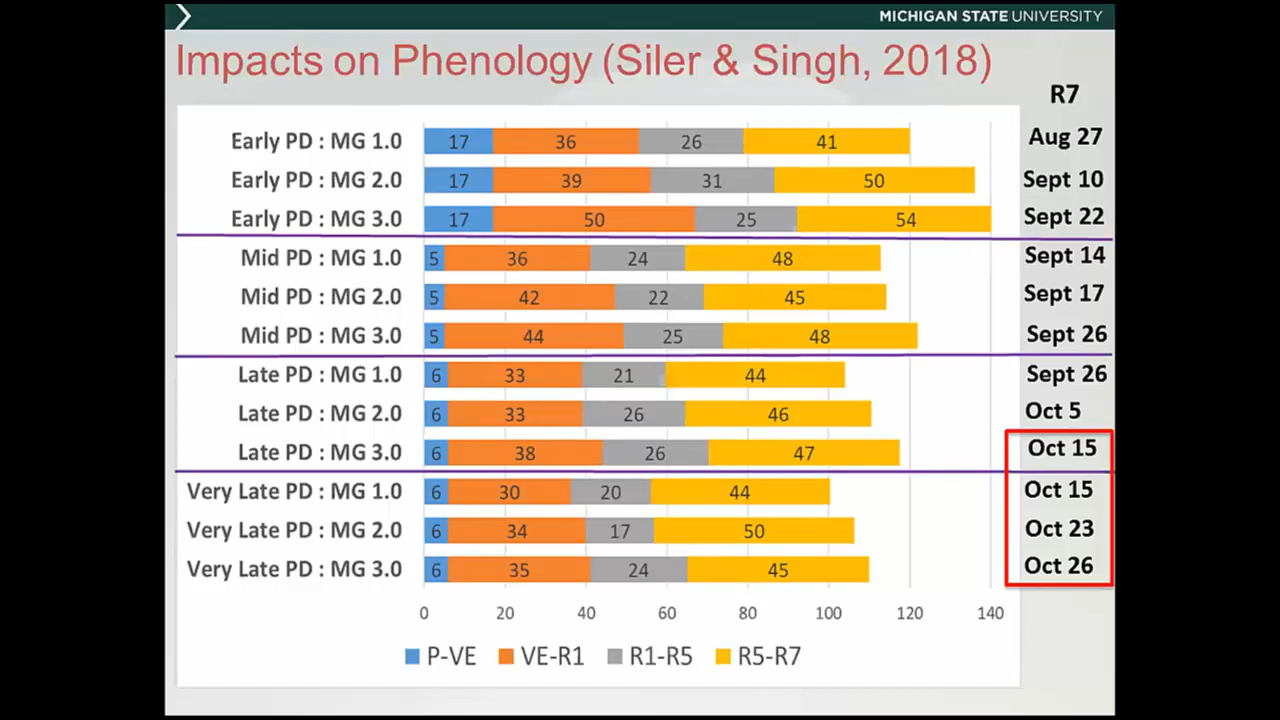 MICHIGAN STATE UNIVERSITY
Impacts on Phenology (Siler & Singh, 2018)
R7
Early PD : MG 1.0 17 36 26 41 Aug 27
Early PD : MG 2.0 17 39 31 50 Sept 10
Early PD : MG 3.0 17 50 25 54 Sept 22
Mid PD : MG 1.0 5 36 24 48 Sept 14
Mid PD : MG 2.0 5 42 22 45 Sept 17
Mid PD : MG 3.0 5 44 25 48 Sept 26
Late PD : MG 1.0 6 33 21 44 Sept 26
Late PD : MG 2.0 6 33 26 46 Oct 5
Late PD : MG 3.0 6 38 26 47 Oct 15
Very Late PD : MG 1.0 6 30 20 44 Oct 15
Very Late PD : MG 2.0 6 34 17 50 Oct 23
Very Late PD : MG 3.0 6 35 24 45 Oct 26
0 20 40 60 80 100 120 140
P-VE VE-R1 R1-R5 R5-R7